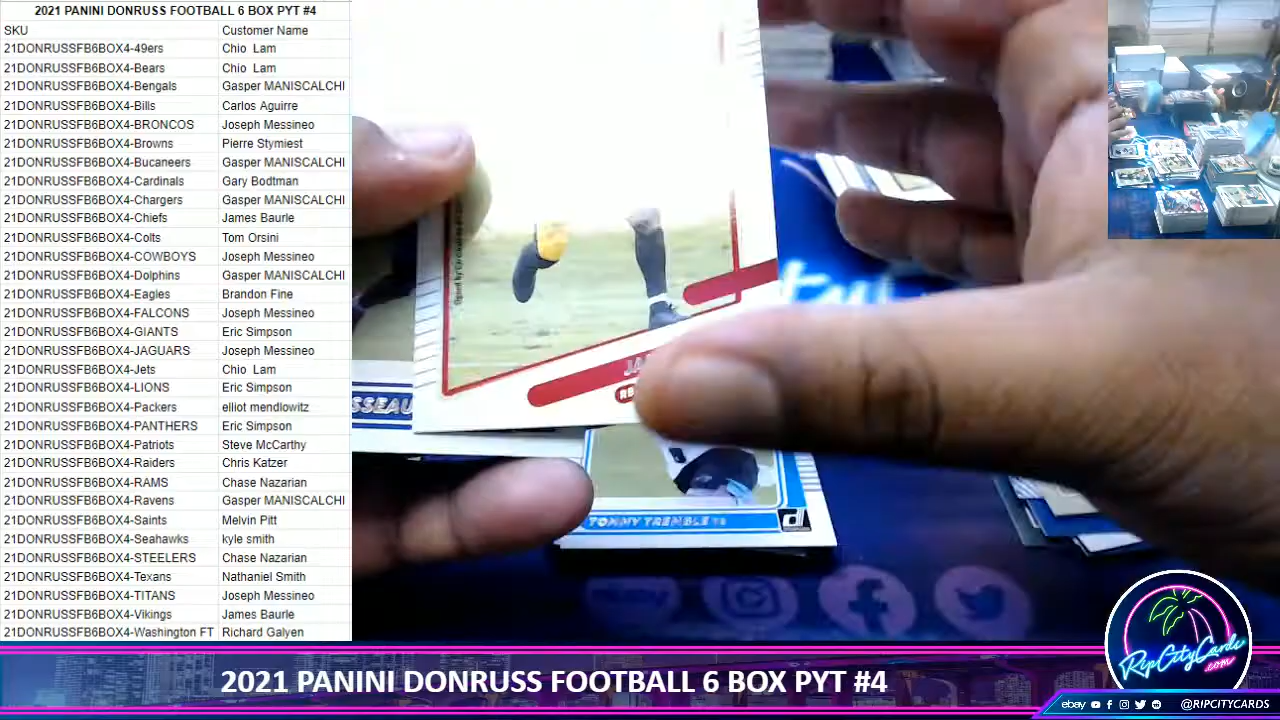 2021 PANINI DONRUSS FOOTBALL 6 BOX PYT #4
SKU Customer Name
21DONRUSSFB6BOX4-49ers Chio Lam
21DONRUSSFB6BOX4-Bears Chio Lam
21DONRUSSFB6BOX4-Bengals Gasper MANISCALCHI
21DONRUSSFB6BOX4-Bills Carlos Aguirre
21DONRUSSFB6BOX4-BRONCOS Joseph Messineo
21DONRUSSFB6BOX4-Browns Pierre Stymiest
21DONRUSSFB6BOX4-Bucaneers Gasper MANISCALCHI
21DONRUSSFB6BOX4-Cardinals Gary Bodtman
21DONRUSSFB6BOX4-Chargers Gasper MANISCALCHI
21DONRUSSFB6BOX4-Chiefs James Baurle
21DONRUSSFB6BOX4-Colts Tom Orsini
21DONRUSSFB6BOX4-COWBOYS Joseph Messineo
21DONRUSSFB6BOX4-Dolphins Gasper MANISCALCHI
21DONRUSSFB6BOX4-Eagles Brandon Fine
21DONRUSSFB6BOX4-FALCONS Joseph Messineo
21DONRUSSFB6BOX4-GIANTS Eric Simpson
21DONRUSSFB6BOX4-JAGUARS Joseph Messineo
21DONRUSSFB6BOX4-Jets Chio Lam
21DONRUSSFB6BOX4-LIONS Eric Simpson
21DONRUSSFB6BOX4-Packers elliot mendlowitz
21DONRUSSFB6BOX4-PANTHERS Eric Simpson
21DONRUSSFB6BOX4-Patriots Steve McCarthy
21DONRUSSFB6BOX4-Raiders Chris Katzer
21DONRUSSFB6BOX4-RAMS Chase Nazarian
21DONRUSSFB6BOX4-Ravens Gasper MANISCALCHI
21DONRUSSFB6BOX4-Saints Melvin Pitt
21DONRUSSFB6BOX4-Seahawks kyle smith
21DONRUSSFB6BOX4-STEELERS Chase Nazarian
21DONRUSSFB6BOX4-Texans Nathaniel Smith
21DONRUSSFB6BOX4-TITANS Joseph Messineo
21DONRUSSFB6BOX4-Vikings James Baurle
21DONRUSSFB6BOX4-Washington FT Richard Galyen
SSEAU
JA
RB
TOMMY TREMBLE TE
ebay
RipCityCards
.com
2021 PANINI DONRUSS FOOTBALL 6 BOX PYT #4
ebay @RIPCITYCARDS